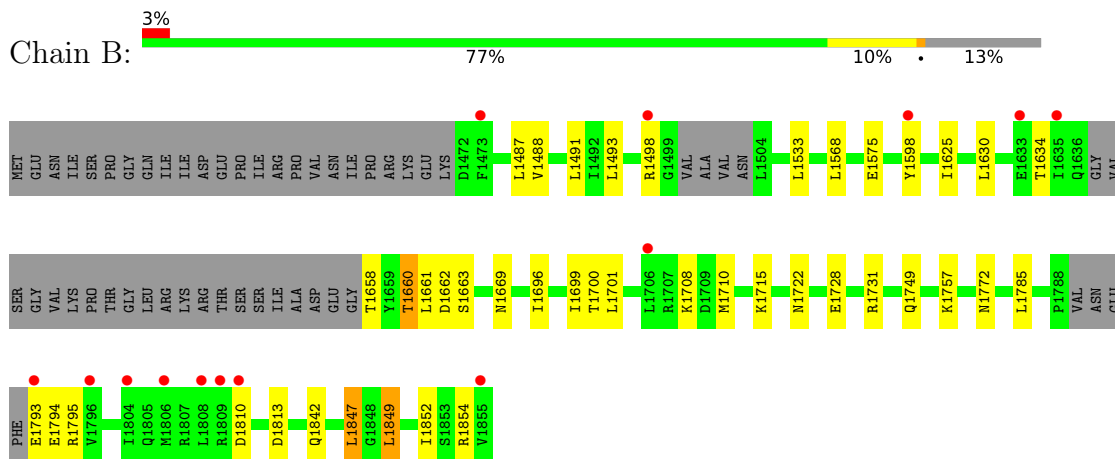 3%
Chain B:
77% 10% • 13%
MET GLU ASN ILE SER PRO GLY GLN ILE ILE ASP GLU PRO ILE ARG PRO VAL ASN ILE PRO ARG LYS GLU LYS D1472 F1473 L1487 V1488 L1491 I1492 L1493 R1498 G1499 VAL ALA VAL ASN L1504 L1533 L1568 E1575 Y1598 I1625 L1630 E1633 T1634 I1635 Q1636 GLY VAL
SER GLY VAL LYS PRO THR GLY LEU ARG LYS ARG THR SER SER ILE ALA ASP GLU GLY T1658 Y1659 T1660 L1661 D1662 S1663 N1669 I1696 I1699 T1700 L1701 L1706 R1707 K1708 D1709 M1710 K1715 N1722 E1728 R1731 Q1749 K1757 N1772 L1785 P1788 VAL ASN GLU
PHE E1793 E1794 R1795 V1796 I1804 Q1805 M1806 R1807 L1808 R1809 D1810 D1813 Q1842 L1847 G1848 L1849 I1852 S1853 R1854 V1855